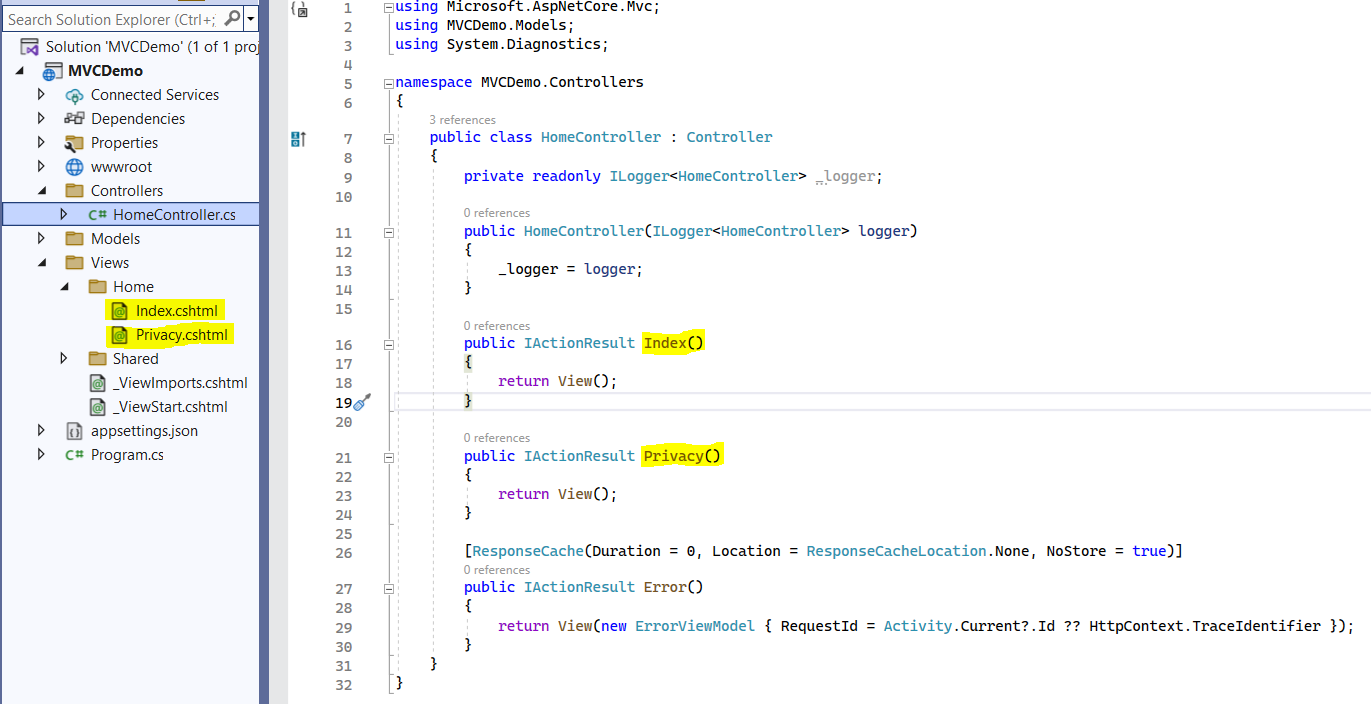 Search Solution Explorer (Ctrl+;
Solution 'MVCDemo' (1 of 1 proj
MVCDemo
Connected Services
Dependencies
Properties
wwwroot
Controllers
C# HomeController.cs
Models
Views
Home
Index.cshtml
Privacy.cshtml
Shared
_ViewImports.cshtml
_ViewStart.cshtml
appsettings.json
C# Program.cs
1 using Microsoft.AspNetCore.Mvc;
2 using MVCDemo.Models;
3 using System.Diagnostics;
4
5 namespace MVCDemo.Controllers
6 {
3 references
7 public class HomeController : Controller
8 {
9 private readonly ILogger<HomeController> _logger;
10
0 references
11 public HomeController(ILogger<HomeController> logger)
12 {
13 _logger = logger;
14 }
15
0 references
16 public IActionResult Index()
17 {
18 return View();
19 }
20
0 references
21 public IActionResult Privacy()
22 {
23 return View();
24 }
25
26 [ResponseCache(Duration = 0, Location = ResponseCacheLocation.None, NoStore = true)]
0 references
27 public IActionResult Error()
28 {
29 return View(new ErrorViewModel { RequestId = Activity.Current?.Id ?? HttpContext.TraceIdentifier });
30 }
31 }
32 }